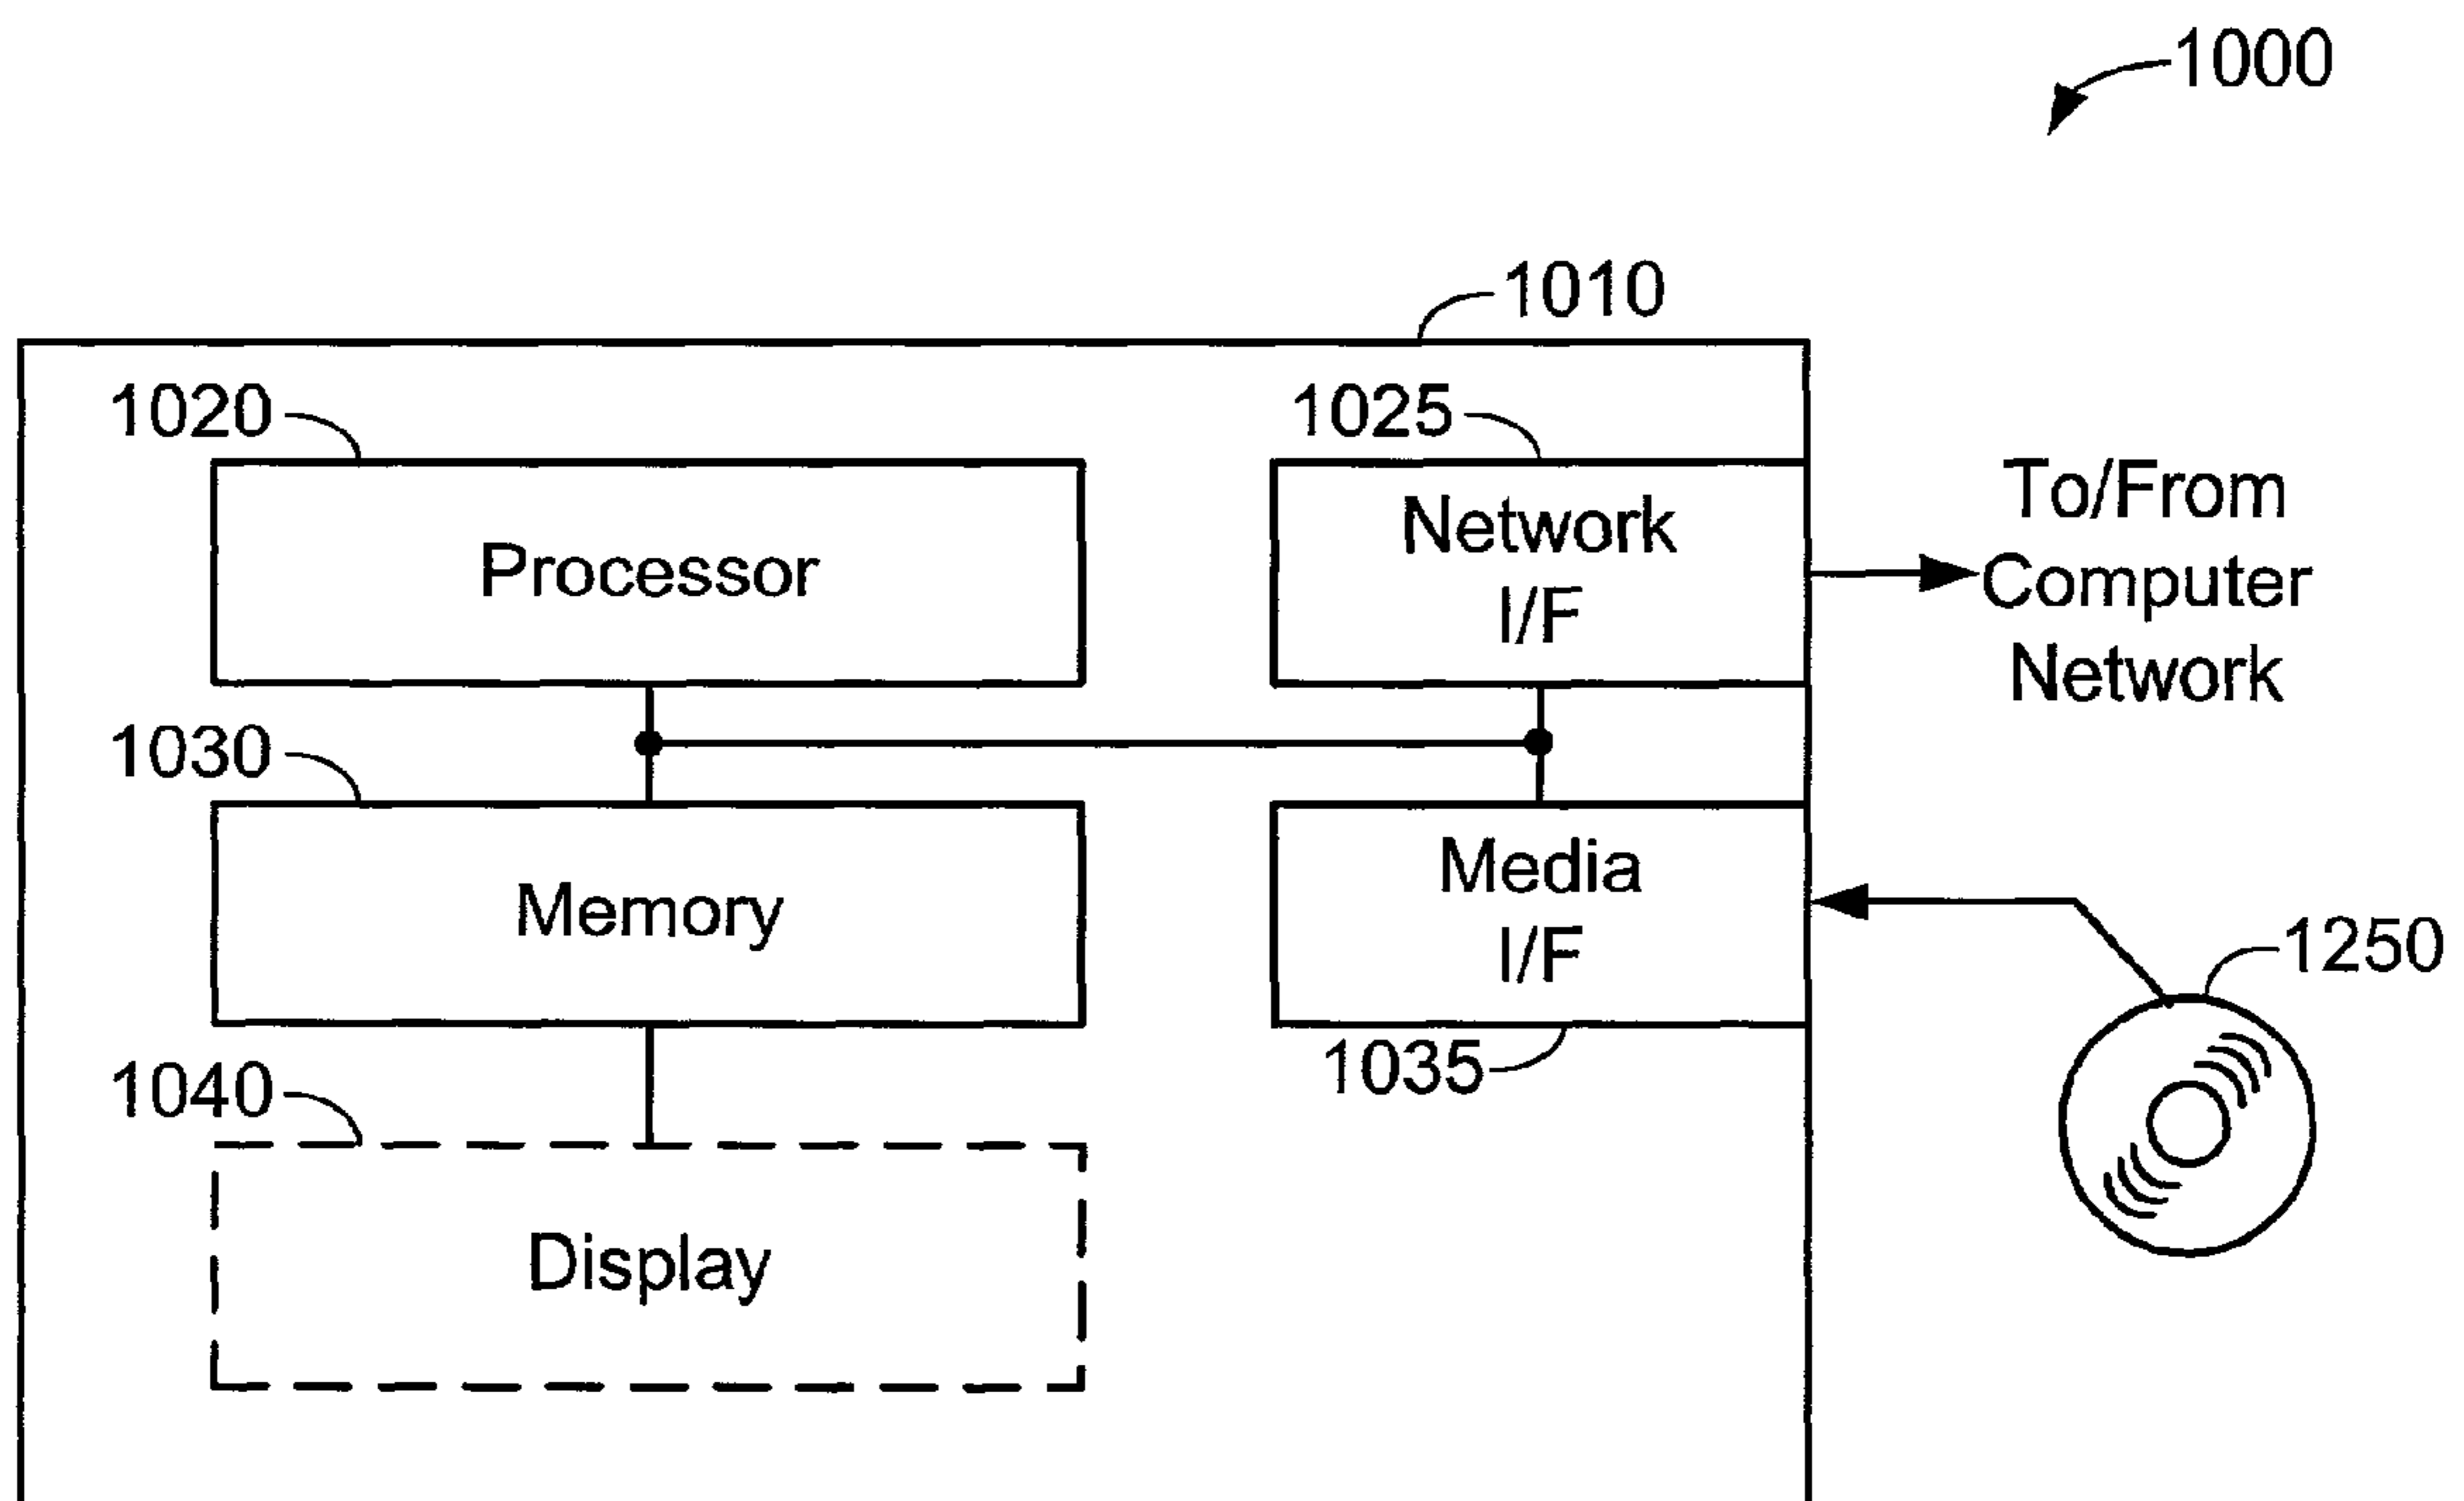 1000
1010
1020
1025
Processor
Network
I/F
To/From
Computer
Network
1030
Memory
Media
I/F
1250
1035
1040
Display